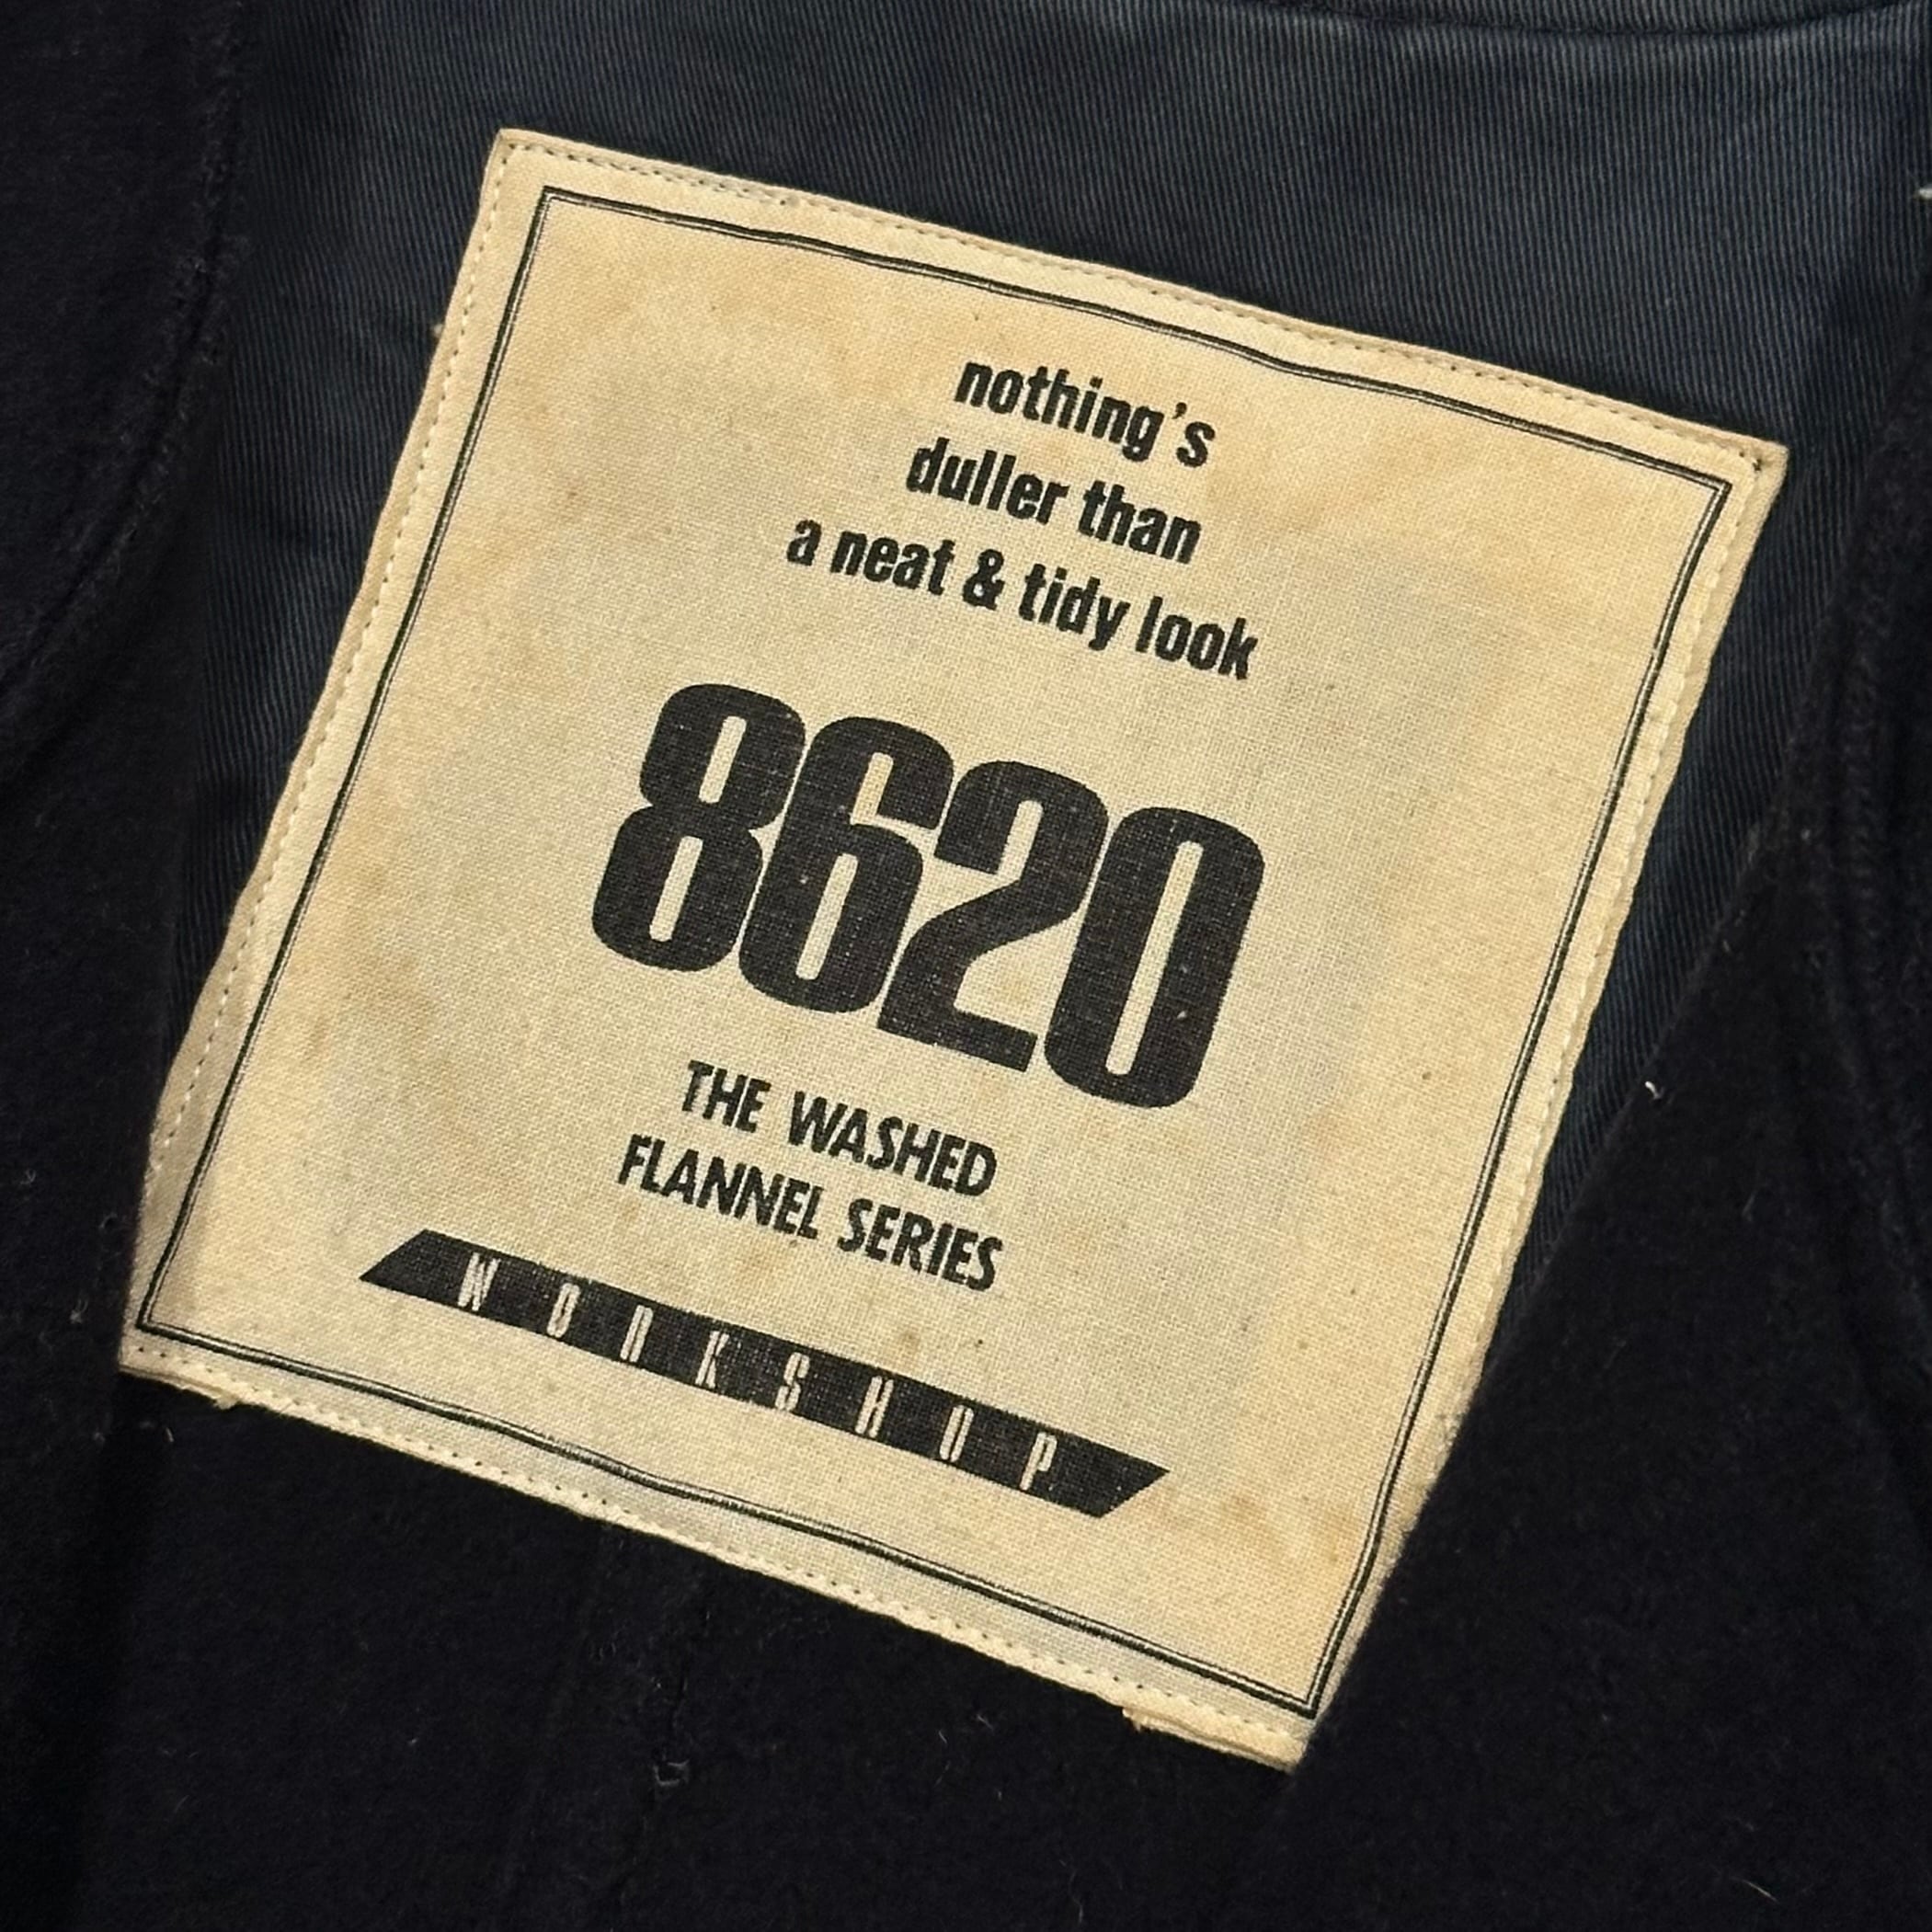 nothing's
duller than
a neat & tidy look
8620
THE WASHED
FLANNEL SERIES
WORKSHOP